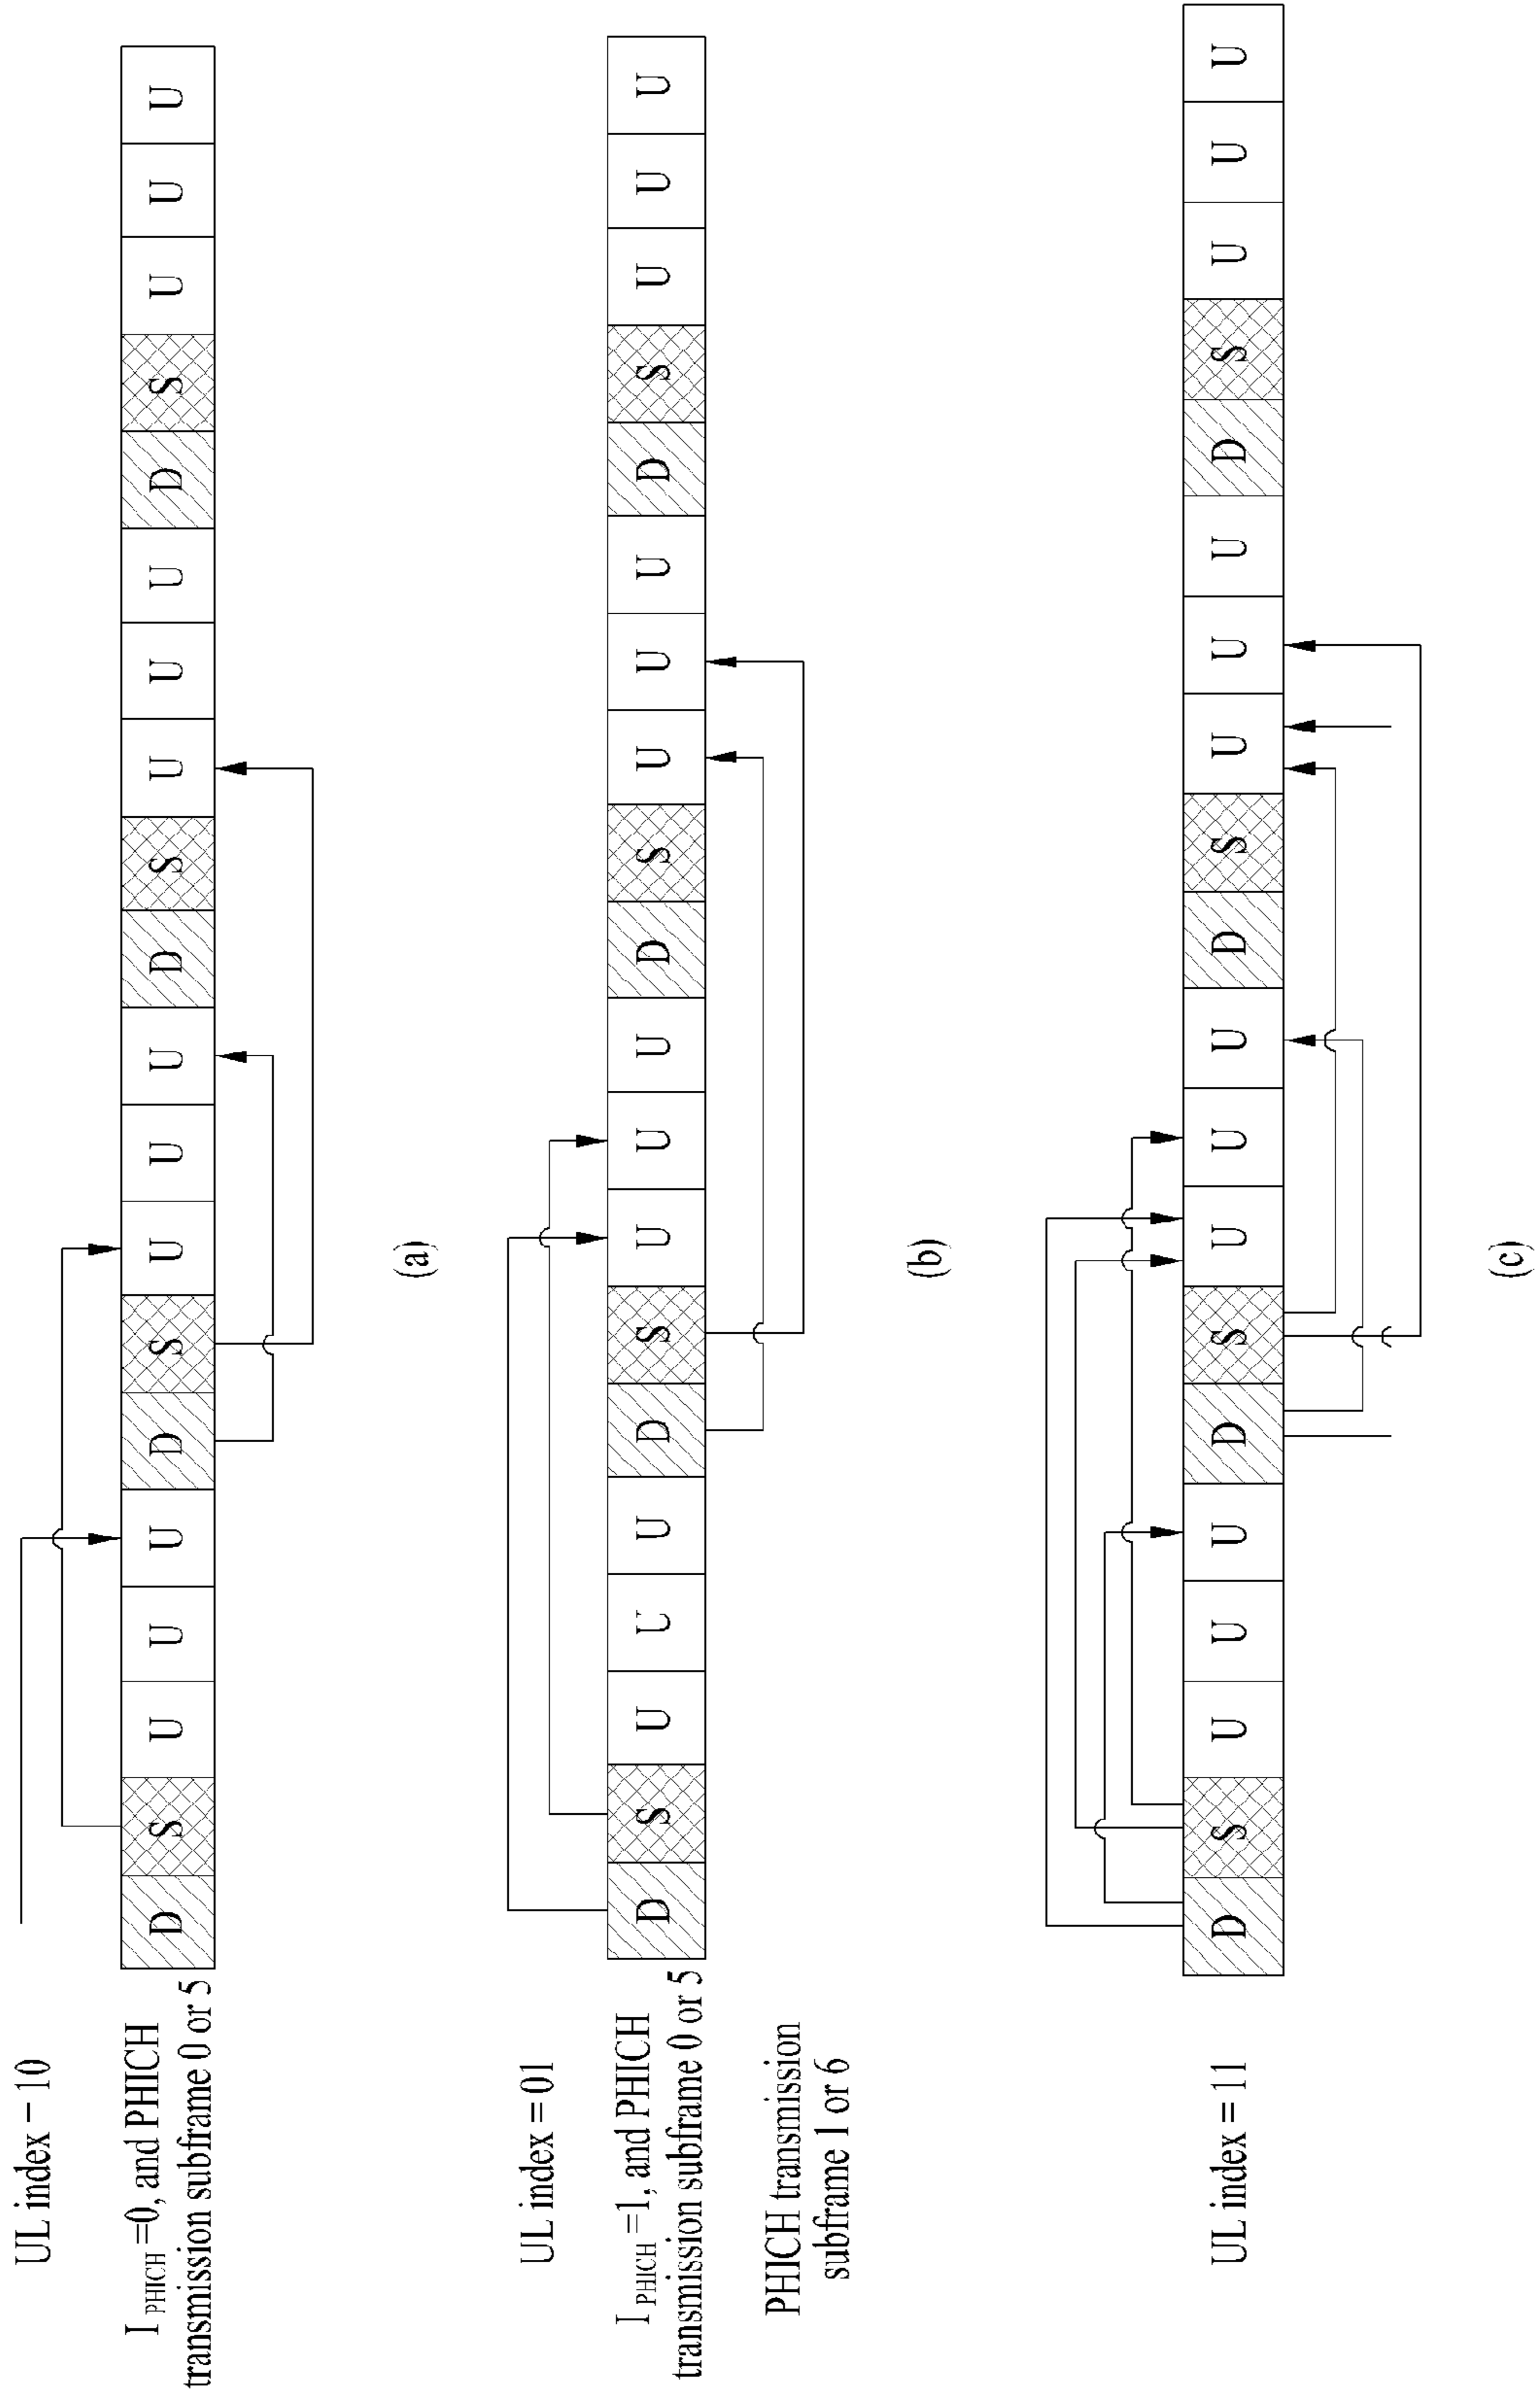 UL index – 10
I PHICH =0, and PHICH
transmission subframe 0 or 5
D S U U U D S U U U D S U U U D S U U U
(a)
UL index = 01
I PHICH =1, and PHICH
transmission subframe 0 or 5
D S U U U D S U U U D S U U U D S U U U
PHICH transmission
subframe 1 or 6
(b)
UL index = 11
D S U U U D S U U U D S U U U D S U U U
(c)